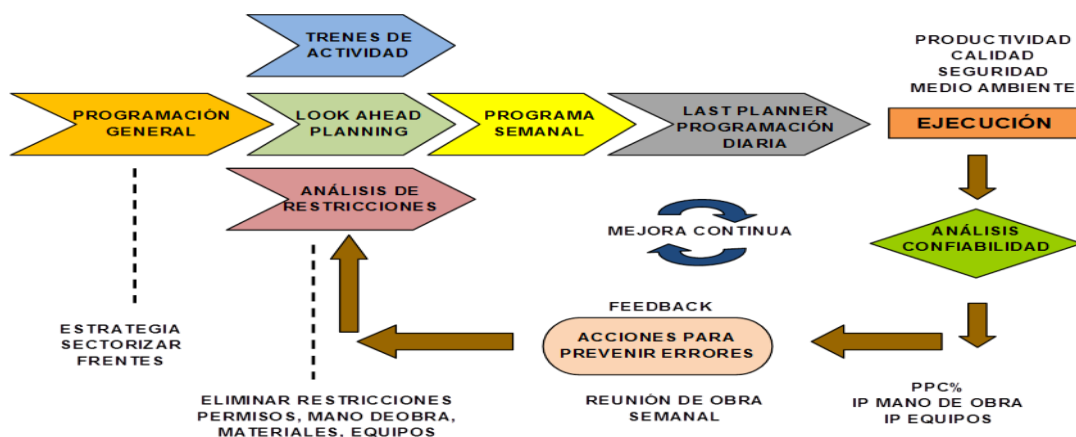 TRENES DE
ACTIVIDAD
PROGRAMACIÒN
GENERAL
LOOK AHEAD
PLANNING
PROGRAMA
SEMANAL
LAST PLANNER
PROGRAMACIÓN
DIARIA
PRODUCTIVIDAD
CALIDAD
SEGURIDAD
MEDIO AMBIENTE
EJECUCIÓN
ANÁLISIS DE
RESTRICCIONES
MEJORA CONTINUA
ANÁLISIS
CONFIABILIDAD
ESTRATEGIA
SECTORIZAR
FRENTES
FEEDBACK
ACCIONES PARA
PREVENIR ERRORES
ELIMINAR RESTRICCIONES
PERMISOS, MANO DEOBRA,
MATERIALES, EQUIPOS
REUNIÓN DE OBRA
SEMANAL
PPC%
IP MANO DE OBRA
IP EQUIPOS